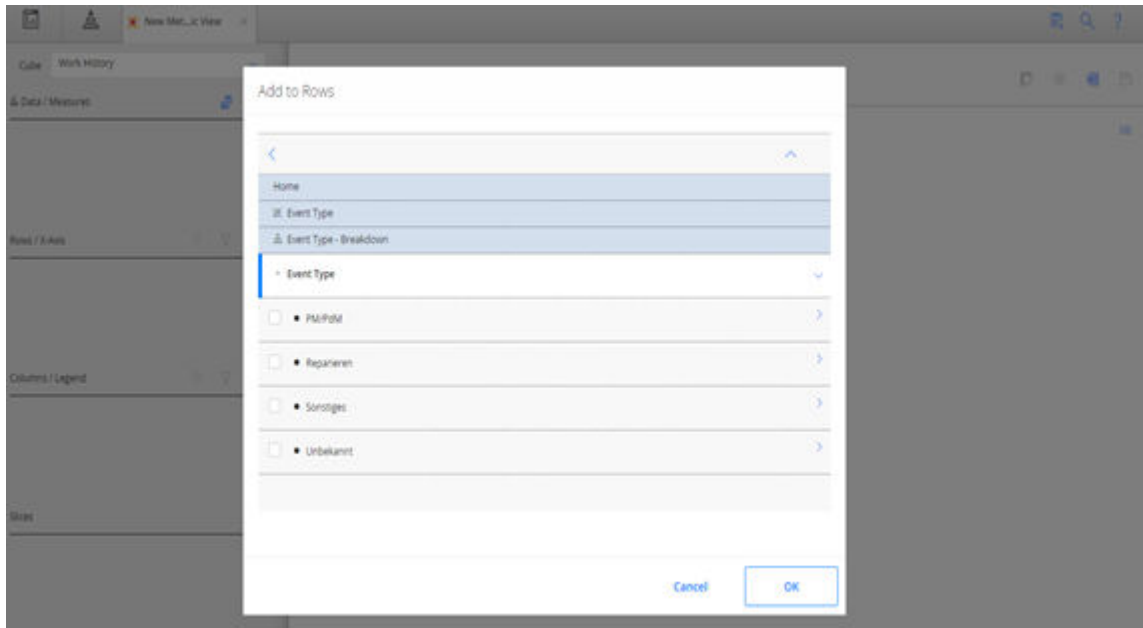 New Met...ic View
Cube Work History
Data / Measures
Add to Rows
Home
Event Type
Rows / X-Axis
Event Type - Breakdown
Event Type
PM/PdM
Reparieren
Columns / Legend
Sonstiges
Unbekannt
Slices
Cancel OK